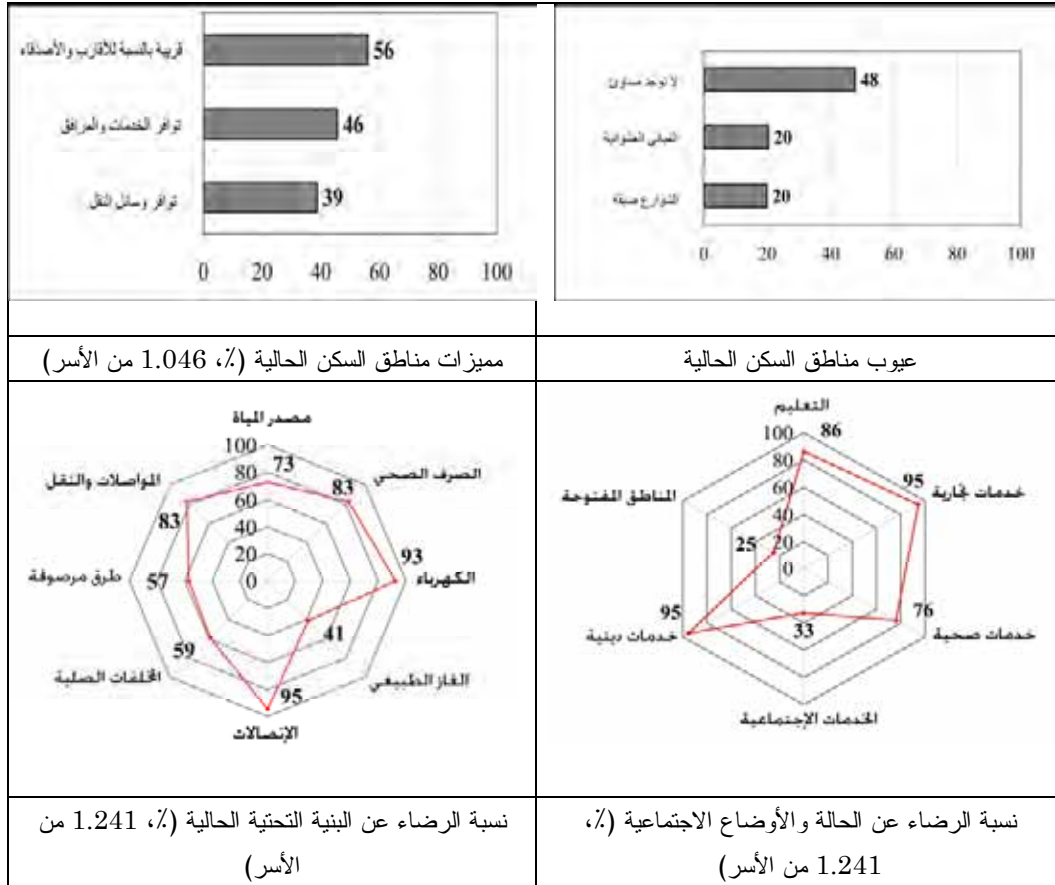 قريبة بالنسبة للأقارب والأصدقاء
56
توافر الخدمات والمرافق
46
توافر وسائل النقل
39
0 20 40 60 80 100
لا توجد مساوئ
48
المباني العشوائية
20
الشوارع ضيقة
20
0 20 40 60 80 100
مميزات مناطق السكن الحالية (٪، 1.046 من الأسر)
عيوب مناطق السكن الحالية
مصدر المياة
100
80
60
40
20
0
73
الصرف الصحي
83
الكهرباء
93
الغاز الطبيعي
41
الإتصالات
95
المخلفات الصلبة
59
طرق مرصوفة
57
المواصلات والنقل
83
التعليم
100
80
60
40
20
0
86
خدمات تجارية
95
خدمات صحية
76
الخدمات الإجتماعية
33
خدمات دينية
95
المناطق المفتوحة
25
نسبة الرضاء عن البنية التحتية الحالية (٪، 1.241 من
الأسر)
نسبة الرضاء عن الحالة والأوضاع الاجتماعية (٪،
1.241 من الأسر)